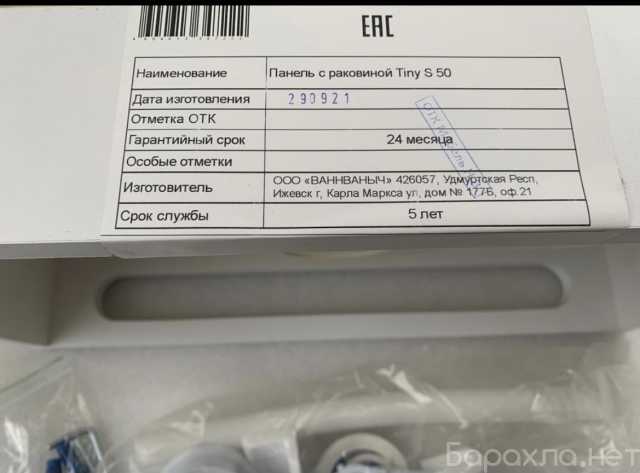 EAC
Наименование Панель с раковиной Tiny S 50
Дата изготовления 290921
Отметка ОТК
Гарантийный срок 24 месяца
Особые отметки
Изготовитель ООО «ВАННВАНЫЧ» 426057, Удмуртская Респ,
Ижевск г, Карла Маркса ул, дом № 177Б, оф.21
Срок службы 5 лет
ОТК
Барахла.нет